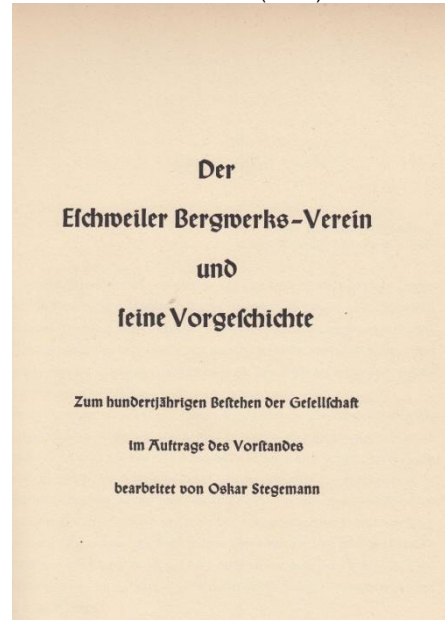 Der
Eſchweiler Bergwerks-Verein
und
ſeine Vorgeſchichte
Zum hundertjährigen Beſtehen der Geſellſchaft
im Auftrage des Vorſtandes
bearbeitet von Oskar Stegemann